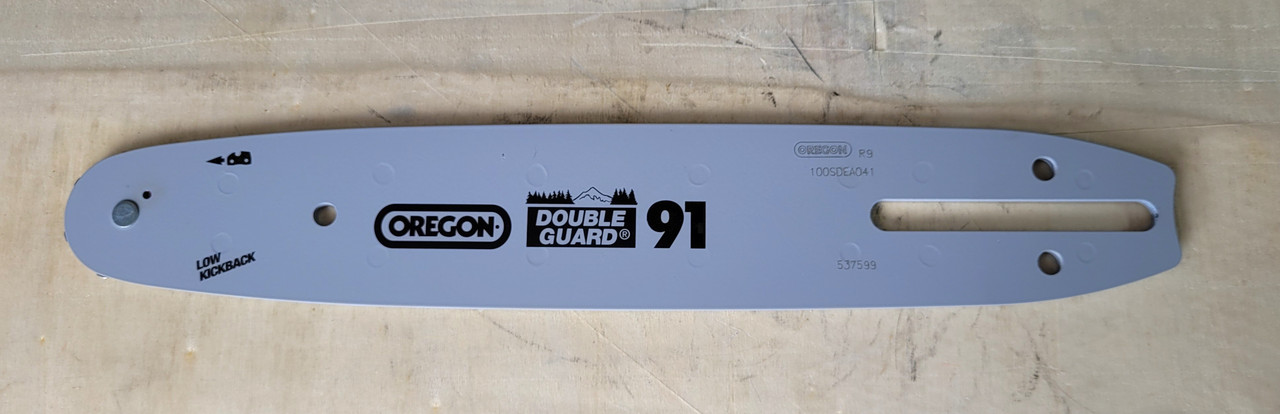 LOW
KICKBACK
OREGON
DOUBLE
GUARD®
91
OREGON R9
100SDEA041
537599